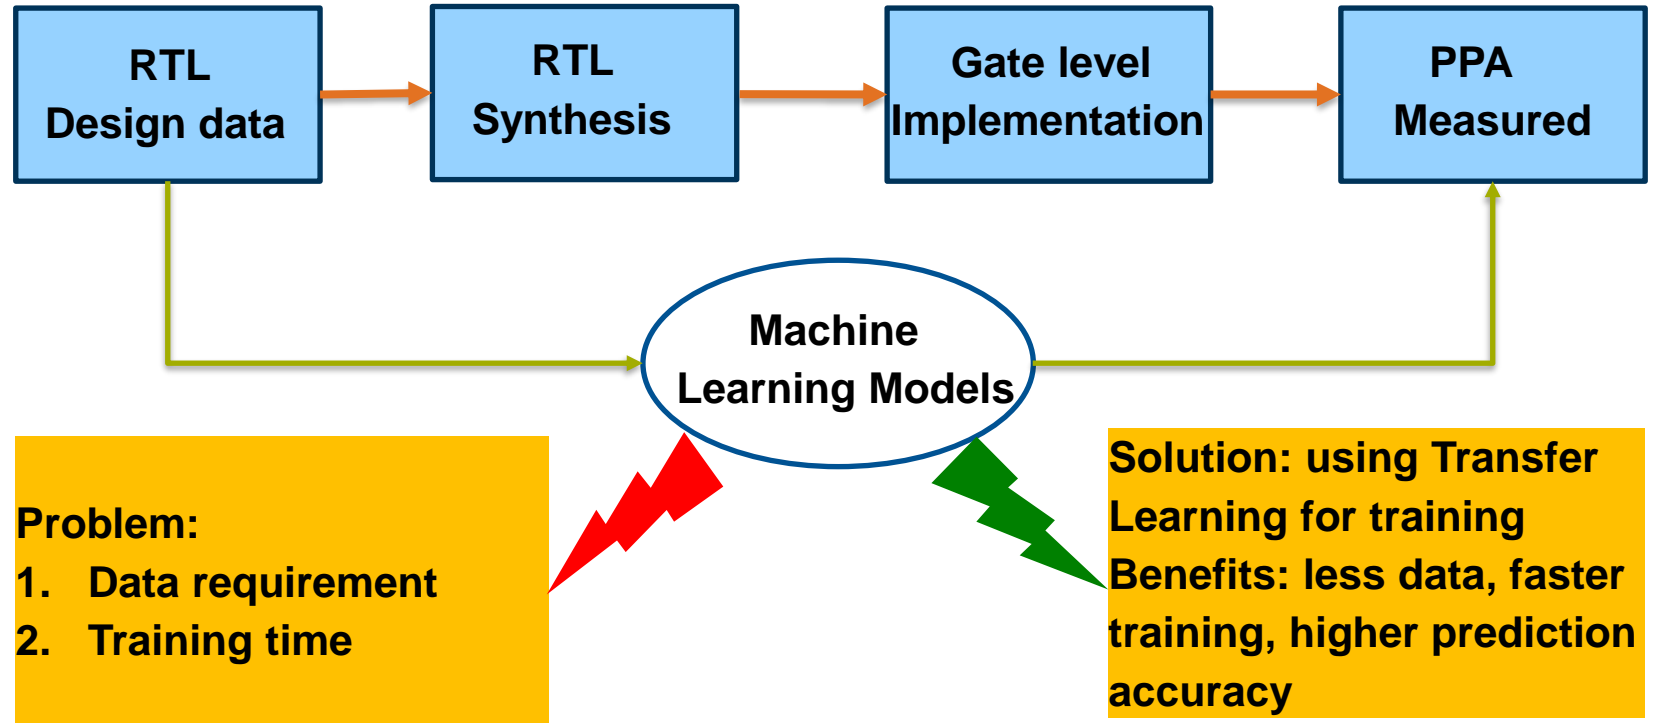 RTL
Design data
RTL
Synthesis
Gate level
Implementation
PPA
Measured
Machine
Learning Models
Problem:
1. Data requirement
2. Training time
Solution: using Transfer
Learning for training
Benefits: less data, faster
training, higher prediction
accuracy